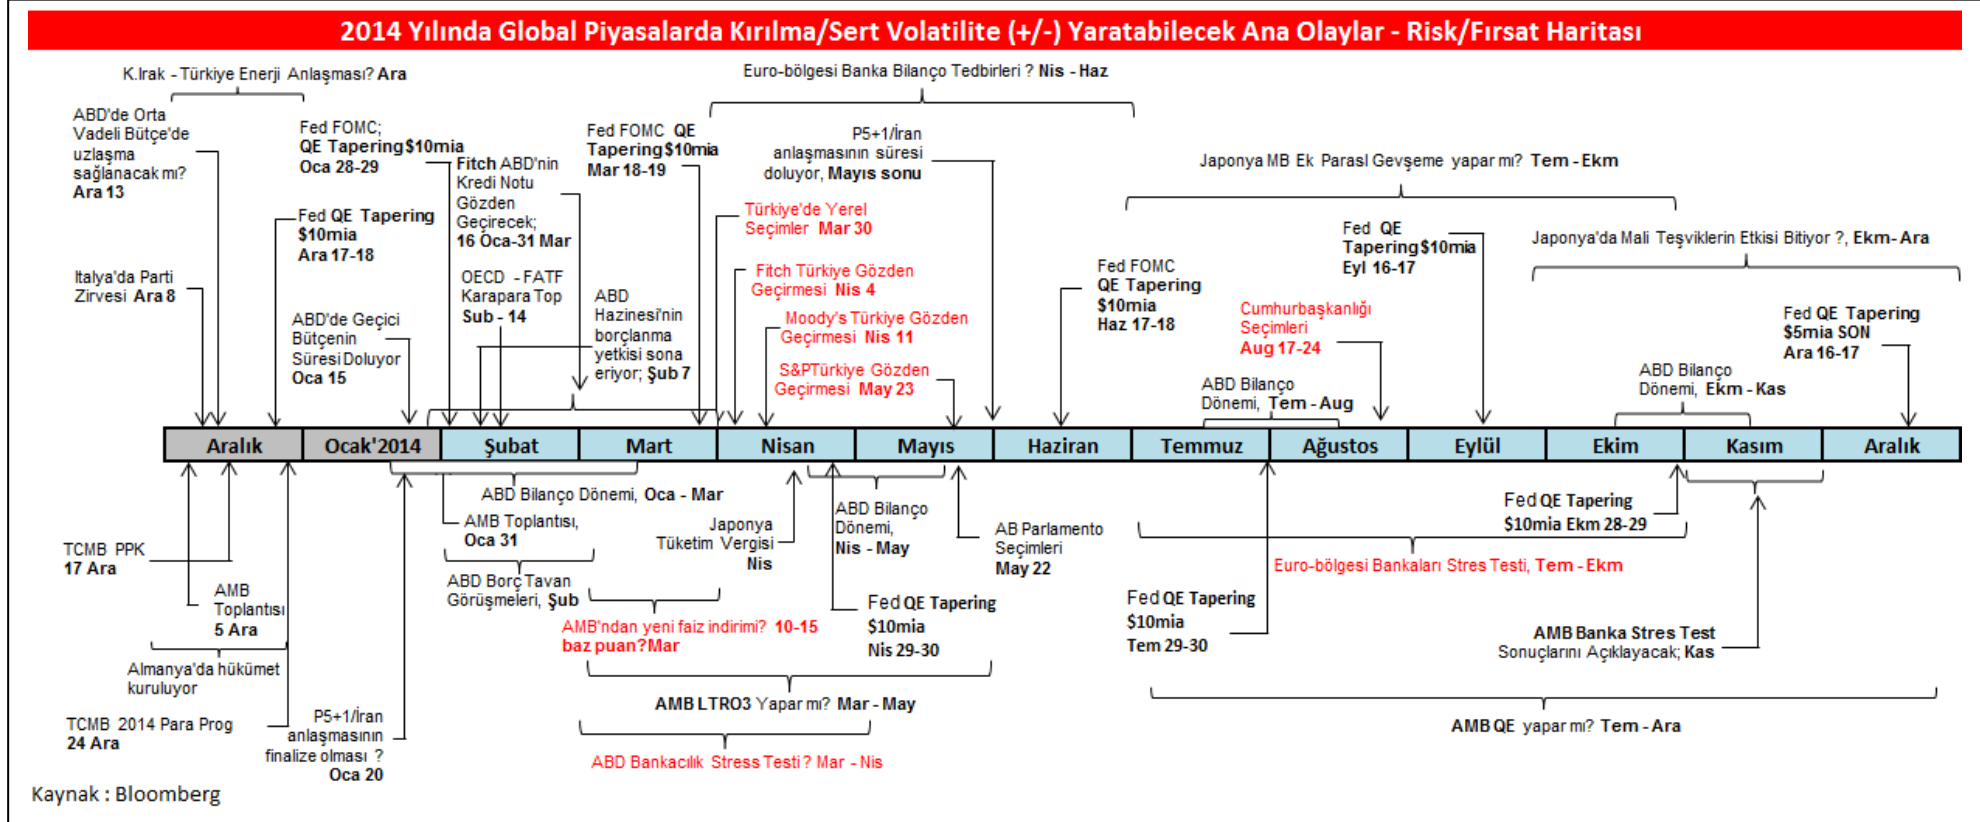 2014 Yılında Global Piyasalarda Kırılma/Sert Volatilite (+/-) Yaratabilecek Ana Olaylar - Risk/Fırsat Haritası
K.Irak - Türkiye Enerji Anlaşması? Ara
Euro-bölgesi Banka Bilanço Tedbirleri ? Nis - Haz
ABD'de Orta
Vadeli Bütçe'de
uzlaşma
sağlanacak mı?
Ara 13
Fed FOMC;
QE Tapering $10mia
Oca 28-29
Fitch ABD'nin
Kredi Notu
Gözden
Geçirecek;
16 Oca-31 Mar
Fed FOMC QE
Tapering $10mia
Mar 18-19
P5+1/İran
anlaşmasının süresi
doluyor, Mayıs sonu
Japonya MB Ek Parasl Gevşeme yapar mı? Tem - Ekm
Fed QE Tapering
$10mia
Ara 17-18
Türkiye'de Yerel
Seçimler Mar 30
Fed QE
Tapering $10mia
Eyl 16-17
Japonya'da Mali Teşviklerin Etkisi Bitiyor ?, Ekm- Ara
Italya'da Parti
Zirvesi Ara 8
OECD - FATF
Karapara Top
Sub - 14
Fitch Türkiye Gözden
Geçirmesi Nis 4
Fed FOMC
QE Tapering
$10mia
Haz 17-18
ABD'de Geçici
Bütçenin
Süresi Doluyor
Oca 15
ABD
Hazinesi'nin
borçlanma
yetkisi sona
eriyor; Şub 7
Moody's Türkiye Gözden
Geçirmesi Nis 11
S&PTürkiye Gözden
Geçirmesi May 23
Cumhurbaşkanlığı
Seçimleri
Aug 17-24
Fed QE Tapering
$5mia SON
Ara 16-17
ABD Bilanço
Dönemi, Tem - Aug
ABD Bilanço
Dönemi, Ekm - Kas
Aralık Ocak'2014 Şubat Mart Nisan Mayıs Haziran Temmuz Ağustos Eylül Ekim Kasım Aralık
ABD Bilanço Dönemi, Oca - Mar
AMB Toplantısı,
Oca 31
Japonya
Tüketim Vergisi
Nis
ABD Bilanço
Dönemi,
Nis - May
AB Parlamento
Seçimleri
May 22
Fed QE Tapering
$10mia Ekm 28-29
TCMB PPK
17 Ara
Euro-bölgesi Bankaları Stres Testi, Tem - Ekm
AMB
Toplantısı
5 Ara
ABD Borç Tavan
Görüşmeleri, Şub
Fed QE Tapering
$10mia
Nis 29-30
Fed QE Tapering
$10mia
Tem 29-30
AMB'ndan yeni faiz indirimi? 10-15
baz puan?Mar
AMB Banka Stres Test
Sonuçlarını Açıklayacak; Kas
Almanya'da hükümet
kuruluyor
AMB LTRO3 Yapar mı? Mar - May
TCMB 2014 Para Prog
24 Ara
P5+1/İran
anlaşmasının
finalize olması ?
Oca 20
AMB QE yapar mı? Tem - Ara
ABD Bankacılık Stress Testi ? Mar - Nis
Kaynak : Bloomberg